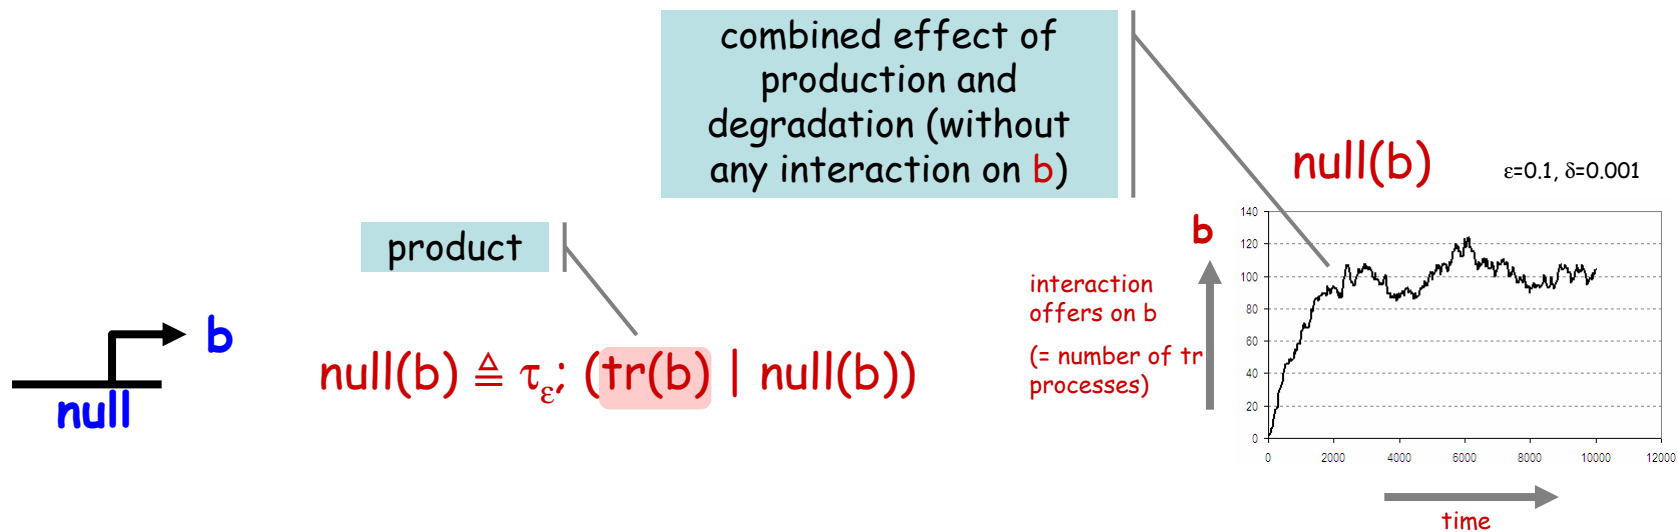 combined effect of
production and
degradation (without
any interaction on b)
null(b)
ε=0.1, δ=0.001
product
b
null
null(b) ≜ τε; (tr(b) | null(b))
b
interaction
offers on b
(= number of tr
processes)
140
120
100
80
60
40
20
0
0 2000 4000 6000 8000 10000 12000
time